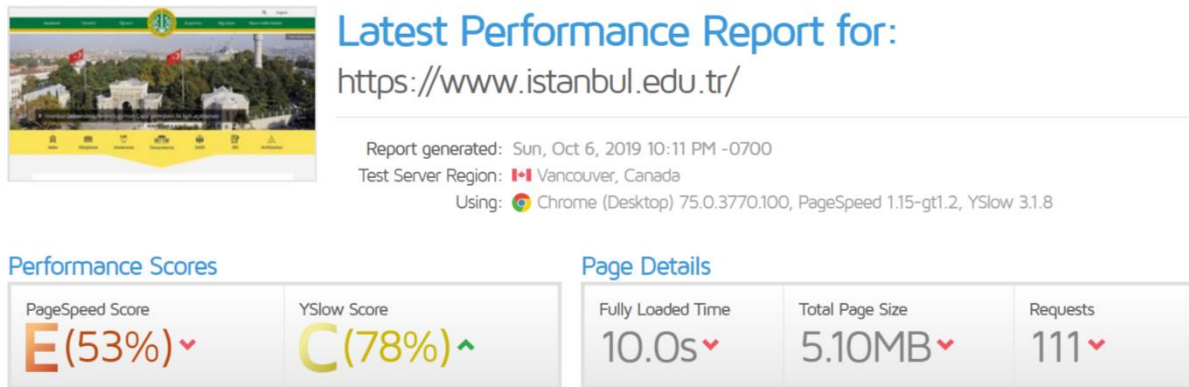 Latest Performance Report for:
https://www.istanbul.edu.tr/
Report generated: Sun, Oct 6, 2019 10:11 PM -0700
Test Server Region: Vancouver, Canada
Using: Chrome (Desktop) 75.0.3770.100, PageSpeed 1.15-gt1.2, YSlow 3.1.8
Performance Scores
Page Details
PageSpeed Score
YSlow Score
Fully Loaded Time
Total Page Size
Requests
E(53%)
C(78%)
10.0s
5.10MB
111